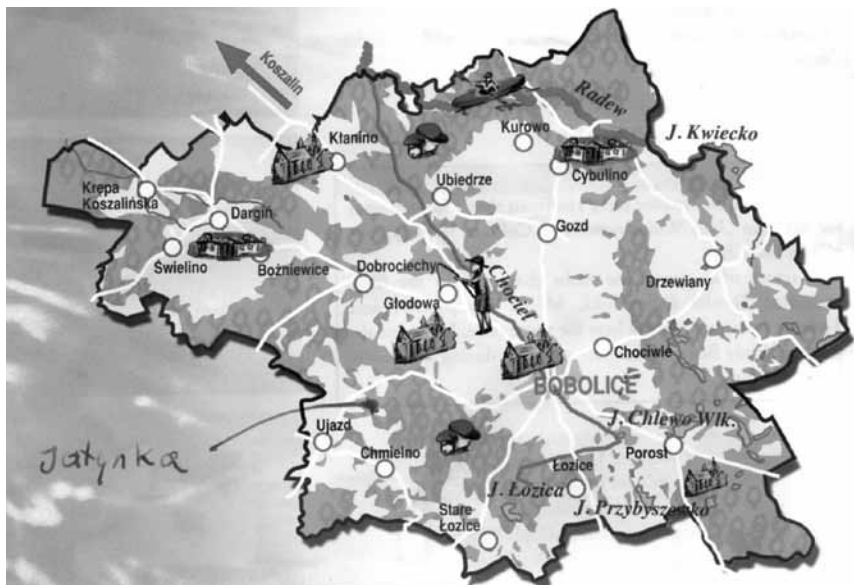 Koszalin
Radew
J. Kwiecko
Kłanino
Kurowo
Cybulino
Krępa
Koszalińska
Ubiedrze
Dargiń
Gozd
Świelino
Boźniewice
Dobrociechy
Chociel
Drzewiany
Głodowa
Chociwle
BOBOLICE
J. Chlewo Wlk.
Ujazd
Jatynka
Chmielno
Porost
Łozice
J. Łozica
J. Przybyszewko
Stare
Łozice